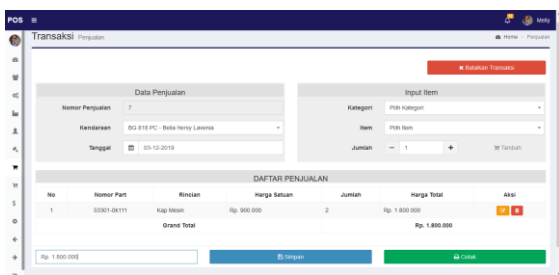 POS Melly
Transaksi Penjualan Home Penjualan
✖ Batalkan Transaksi
Data Penjualan Input Item
Nomor Penjualan 7 Kategori Pilih Kategori
Kendaraan BG 818 PC - Bella Hersy Lavenia Item Pilih Item
Tanggal 03-12-2019 Jumlah − 1 + Tambah
DAFTAR PENJUALAN
No Nomor Part Rincian Harga Satuan Jumlah Harga Total Aksi
1 53301-0k111 Kap Mesin Rp. 900.000 2 Rp. 1.800.000
Grand Total Rp. 1.800.000
Rp. 1.800.000 Simpan Cetak